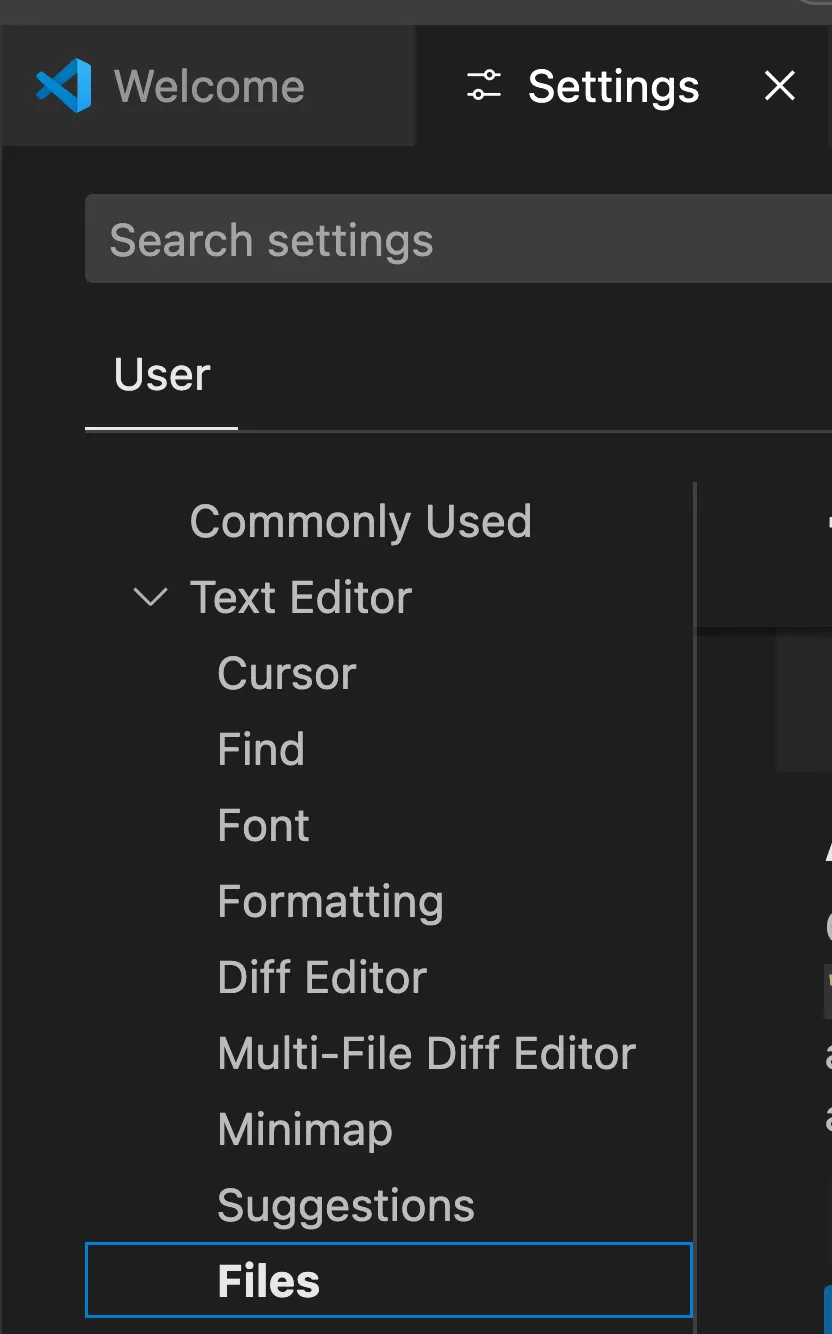 Welcome
Settings
Search settings
User
Commonly Used
Text Editor
Cursor
Find
Font
Formatting
Diff Editor
Multi-File Diff Editor
Minimap
Suggestions
Files